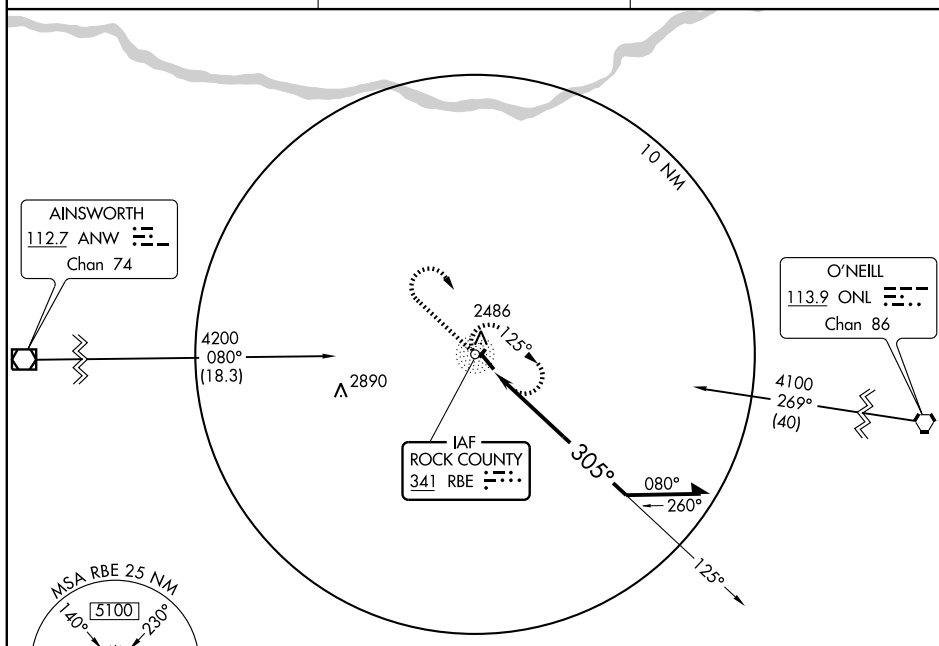 10 NM
AINSWORTH
112.7 ANW
Chan 74
O'NEILL
113.9 ONL
Chan 86
2486
125°
4200
080°
(18.3)
2890
4100
269°
(40)
IAF
ROCK COUNTY
341 RBE
305°
080°
260°
125°
MSA RBE 25 NM
140°
5100
230°